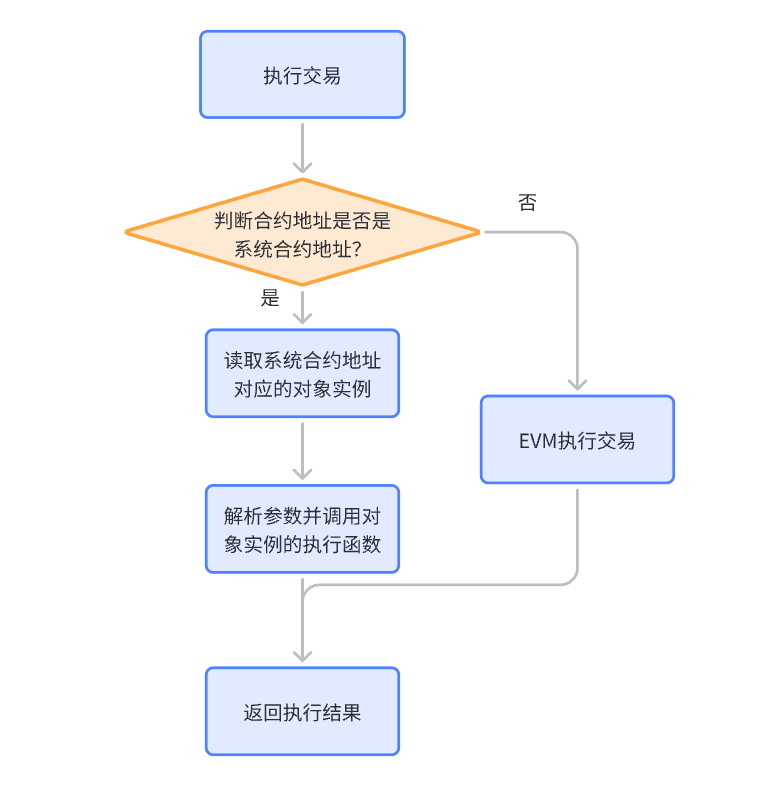 执行交易
否
判断合约地址是否是
系统合约地址？
是
读取系统合约地址
对应的对象实例
EVM执行交易
解析参数并调用对
象实例的执行函数
返回执行结果